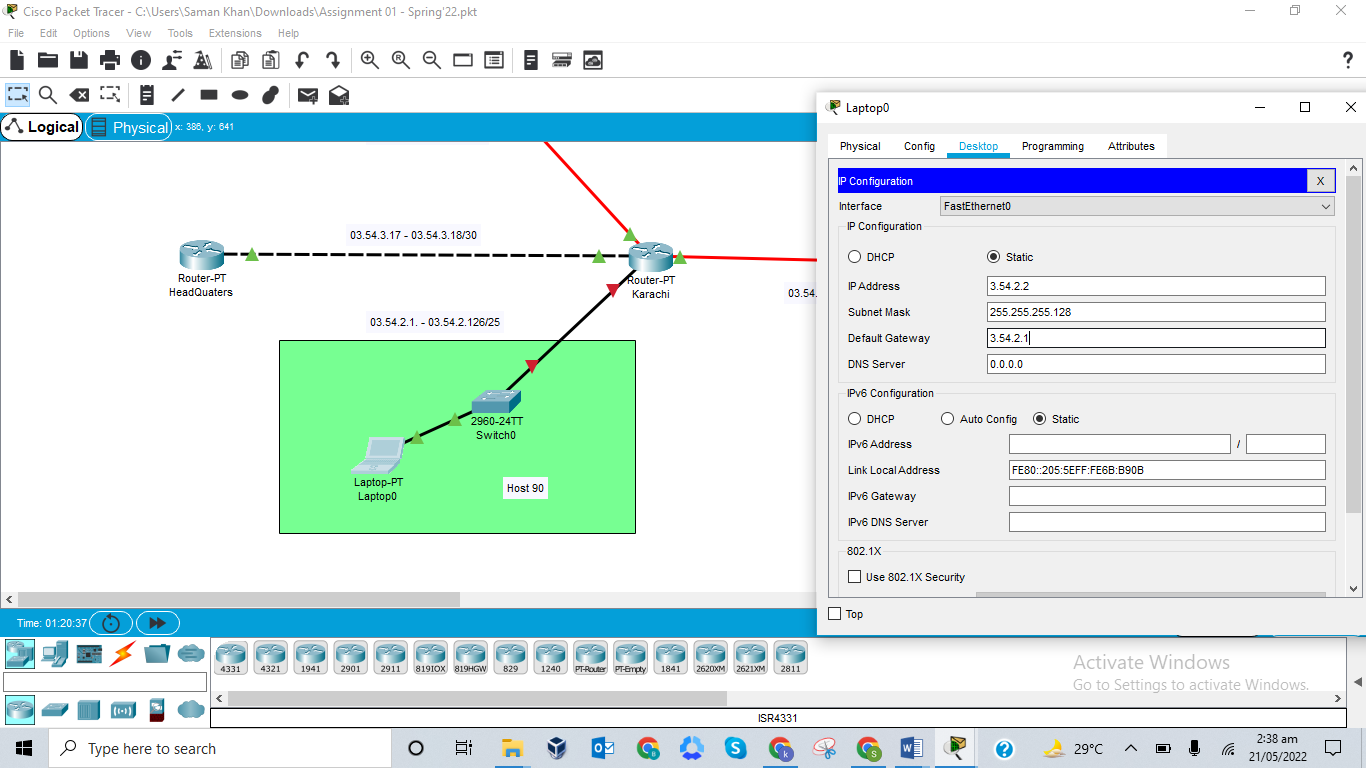 Cisco Packet Tracer - C:\Users\Saman Khan\Downloads\Assignment 01 - Spring'22.pkt
File Edit Options View Tools Extensions Help
Logical Physical x: 386, y: 641
03.54.3.17 - 03.54.3.18/30
Router-PT
HeadQuaters
Router-PT
Karachi
03.54.
03.54.2.1. - 03.54.2.126/25
2960-24TT
Switch0
Laptop-PT
Laptop0
Host 90
Laptop0
Physical Config Desktop Programming Attributes
IP Configuration X
Interface FastEthernet0
IP Configuration
DHCP Static
IP Address 3.54.2.2
Subnet Mask 255.255.255.128
Default Gateway 3.54.2.1
DNS Server 0.0.0.0
IPv6 Configuration
DHCP Auto Config Static
IPv6 Address /
Link Local Address FE80::205:5EFF:FE6B:B90B
IPv6 Gateway
IPv6 DNS Server
802.1X
Use 802.1X Security
Top
Time: 01:20:37
4331 4321 1941 2901 2911 819IOX 819HGW 829 1240 PT-Router PT-Empty 1841 2620XM 2621XM 2811
ISR4331
Activate Windows
Go to Settings to activate Windows.
Type here to search
29°C
2:38 am
21/05/2022